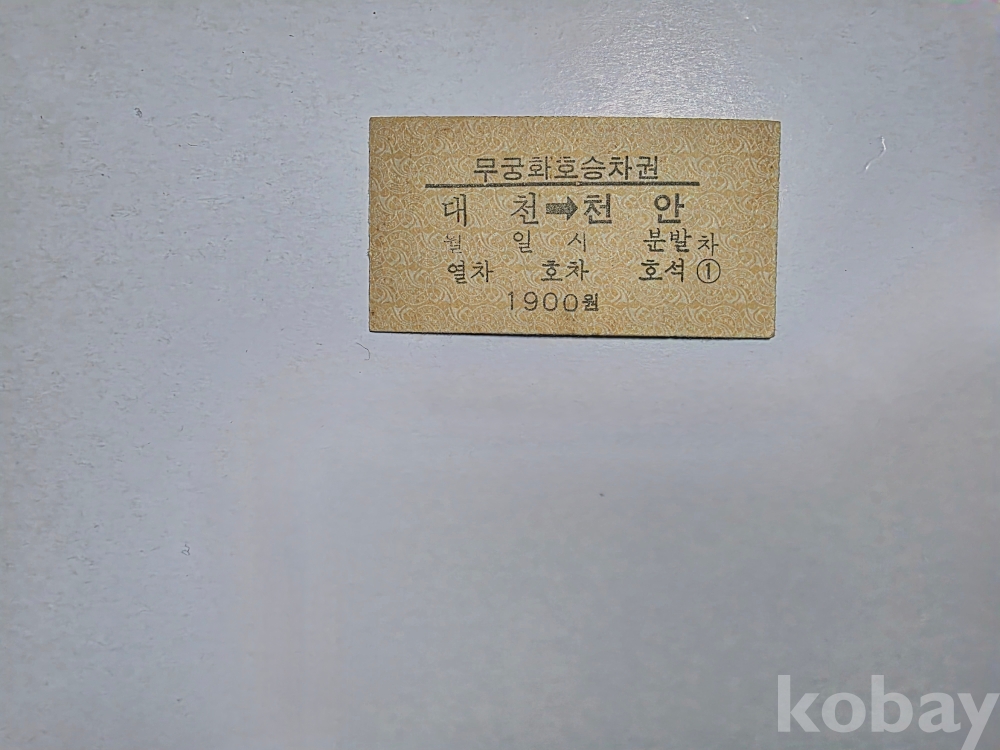 무궁화호승차권
대 천➡천 안
월 일 시 분발차
열차 호차 호석 ①
1900원
kobay